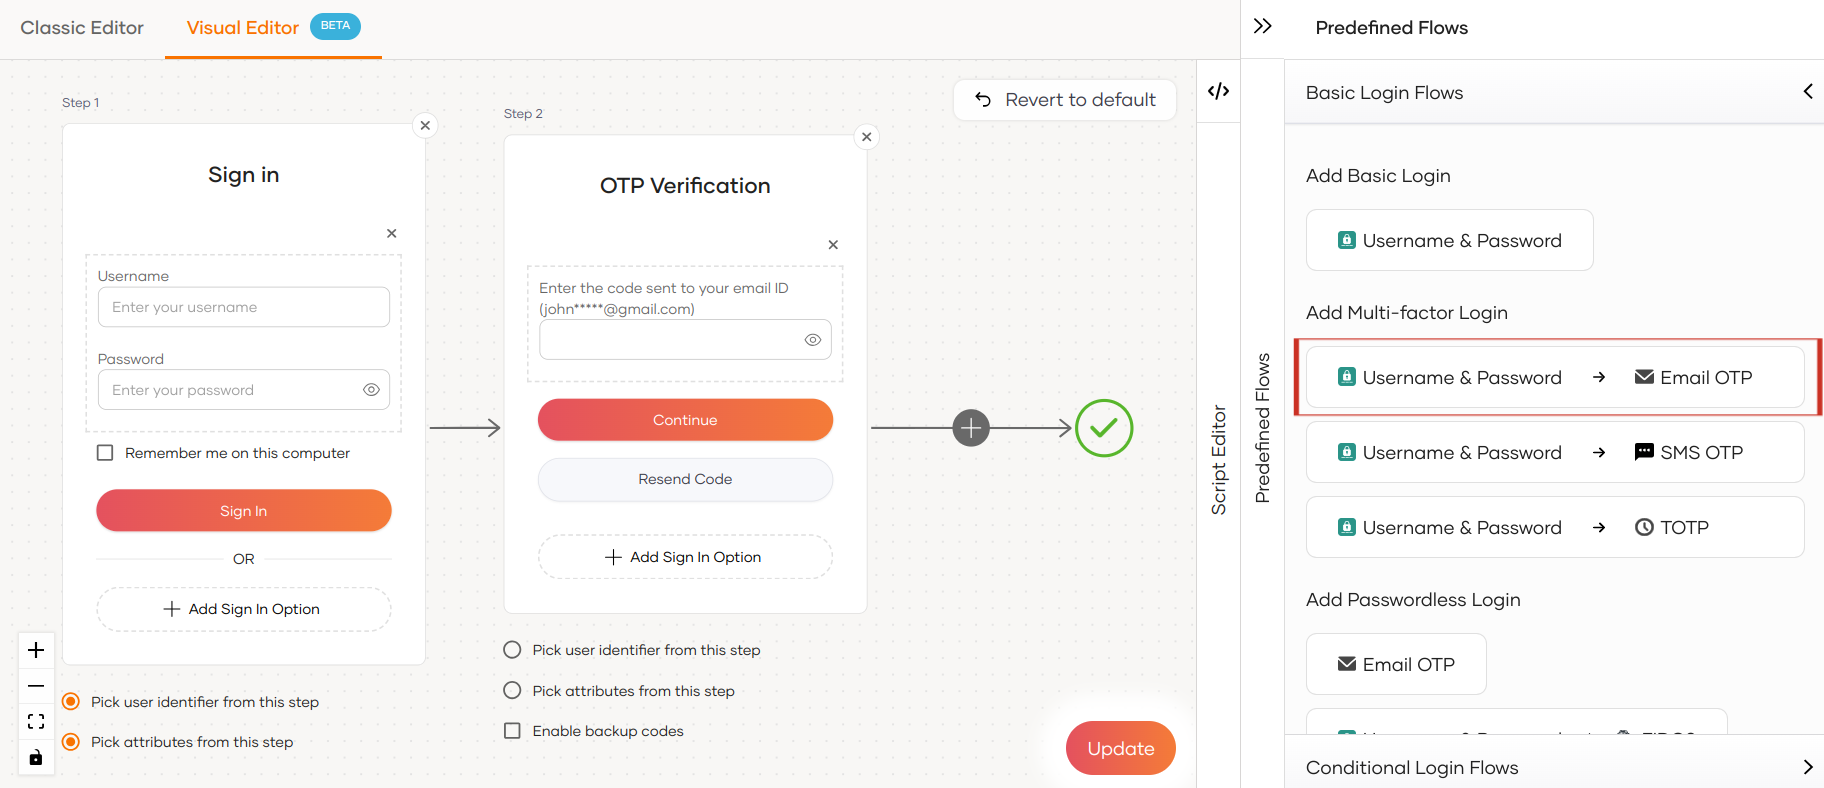 Classic Editor
Visual Editor
BETA
Predefined Flows
Revert to default
Step 1
Sign in
Username
Enter your username
Password
Enter your password
Remember me on this computer
Sign In
OR
Add Sign In Option
Pick user identifier from this step
Pick attributes from this step
Step 2
OTP Verification
Enter the code sent to your email ID
(john*****@gmail.com)
Continue
Resend Code
Add Sign In Option
Pick user identifier from this step
Pick attributes from this step
Enable backup codes
Update
Script Editor
Predefined Flows
Basic Login Flows
Add Basic Login
Username & Password
Add Multi-factor Login
Username & Password → Email OTP
Username & Password → SMS OTP
Username & Password → TOTP
Add Passwordless Login
Email OTP
Conditional Login Flows